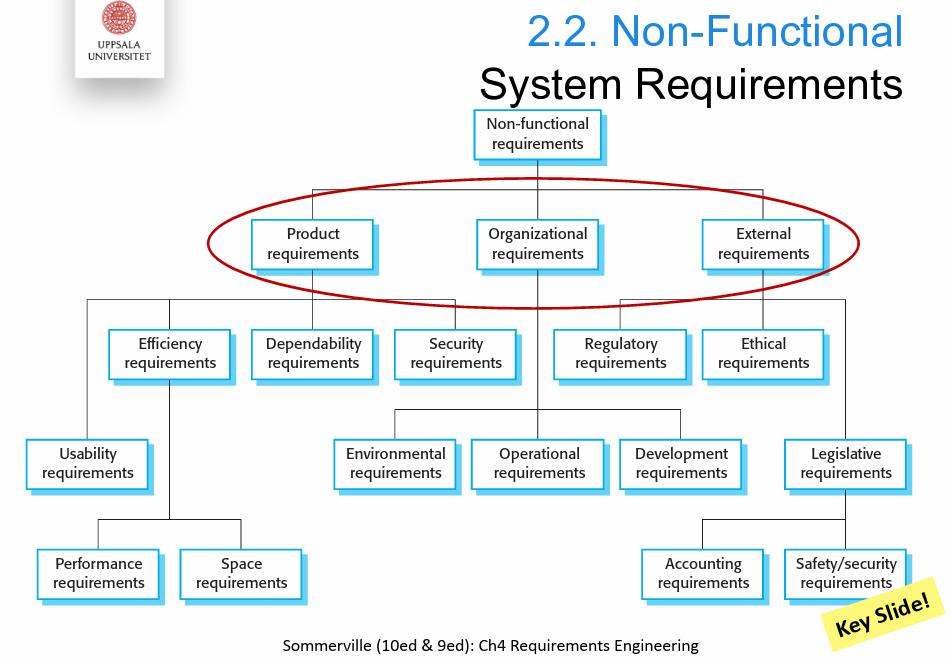 UPPSALA
UNIVERSITET
2.2. Non-Functional
System Requirements
Non-functional
requirements
Product
requirements
Organizational
requirements
External
requirements
Efficiency
requirements
Dependability
requirements
Security
requirements
Regulatory
requirements
Ethical
requirements
Usability
requirements
Environmental
requirements
Operational
requirements
Development
requirements
Legislative
requirements
Performance
requirements
Space
requirements
Accounting
requirements
Safety/security
requirements
Key Slide!
Sommerville (10ed & 9ed): Ch4 Requirements Engineering